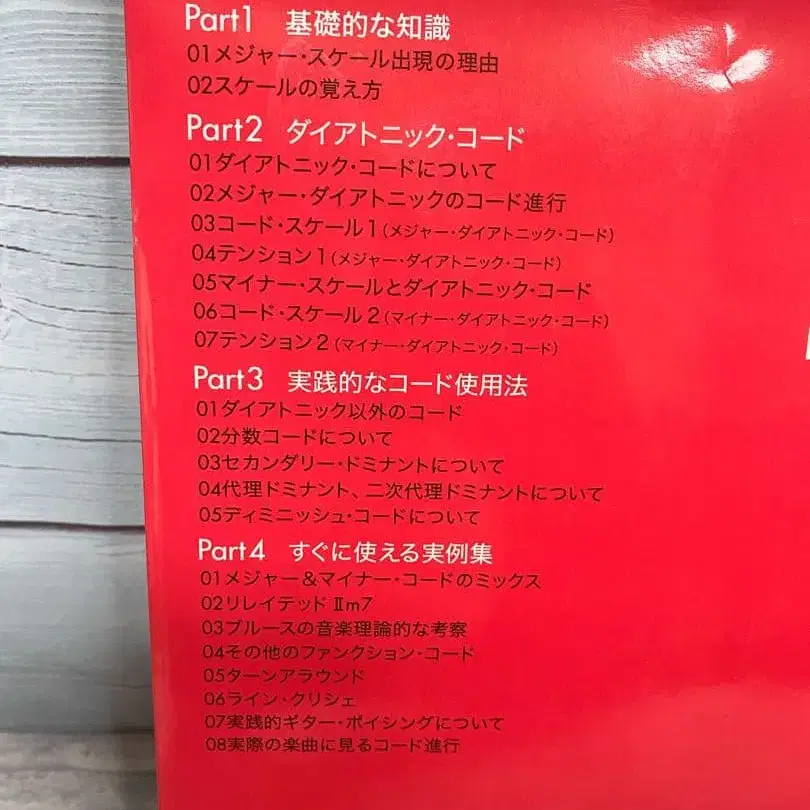 Part1 基礎的な知識
01メジャー・スケール出現の理由
02スケールの覚え方
Part2 ダイアトニック・コード
01ダイアトニック・コードについて
02メジャー・ダイアトニックのコード進行
03コード・スケール1(メジャー・ダイアトニック・コード)
04テンション1(メジャー・ダイアトニック・コード)
05マイナー・スケールとダイアトニック・コード
06コード・スケール2(マイナー・ダイアトニック・コード)
07テンション2(マイナー・ダイアトニック・コード)
Part3 実践的なコード使用法
01ダイアトニック以外のコード
02分数コードについて
03セカンダリー・ドミナントについて
04代理ドミナント、二次代理ドミナントについて
05ディミニッシュ・コードについて
Part4 すぐに使える実例集
01メジャー&マイナー・コードのミックス
02リレイテッド Ⅱm7
03ブルースの音楽理論的な考察
04その他のファンクション・コード
05ターンアラウンド
06ライン・クリシェ
07実践的ギター・ボイシングについて
08実際の楽曲に見るコード進行